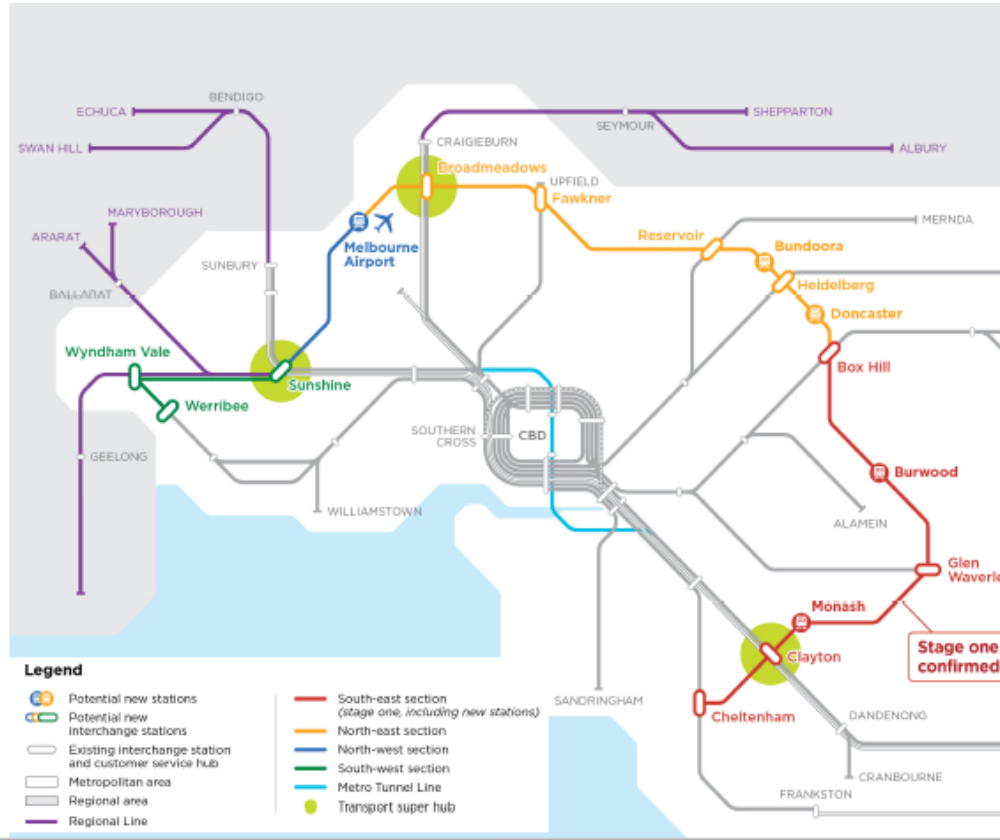 BENDIGO
ECHUCA
SHEPPARTON
SEYMOUR
CRAIGIEBURN
SWAN HILL
ALBURY
Broadmeadows
UPFIELD
Fawkner
MARYBOROUGH
MERNDA
ARARAT
Reservoir
Bundoora
Melbourne
Airport
SUNBURY
Heidelberg
BALLARAT
Doncaster
Wyndham Vale
Box Hill
Sunshine
Werribee
SOUTHERN
CROSS
CBD
GEELONG
Burwood
WILLIAMSTOWN
ALAMEIN
Glen
Waverle
Monash
Stage one
confirmed
Clayton
SANDRINGHAM
Cheltenham
DANDENONG
CRANBOURNE
FRANKSTON
Legend
Potential new stations
Potential new
interchange stations
Existing interchange station
and customer service hub
Metropolitan area
Regional area
Regional Line
South-east section
(stage one, including new stations)
North-east section
North-west section
South-west section
Metro Tunnel Line
Transport super hub